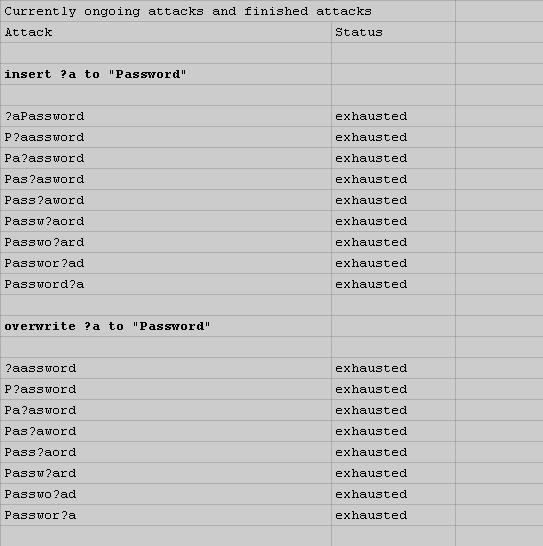 Currently ongoing attacks and finished attacks
Attack Status
insert ?a to "Password"
?aPassword exhausted
P?aassword exhausted
Pa?assword exhausted
Pas?asword exhausted
Pass?aword exhausted
Passw?aord exhausted
Passwo?ard exhausted
Passwor?ad exhausted
Password?a exhausted
overwrite ?a to "Password"
?aassword exhausted
P?assword exhausted
Pa?asword exhausted
Pas?aword exhausted
Pass?aord exhausted
Passw?ard exhausted
Passwo?ad exhausted
Passwor?a exhausted